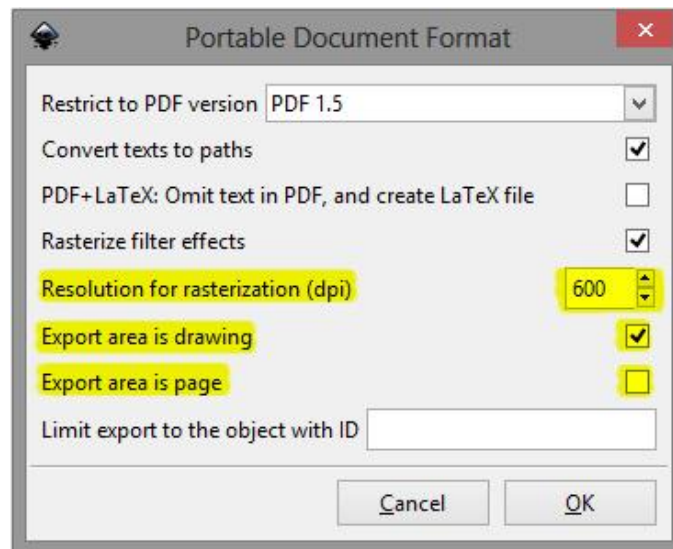 Portable Document Format
Restrict to PDF version PDF 1.5
Convert texts to paths
PDF+LaTeX: Omit text in PDF, and create LaTeX file
Rasterize filter effects
Resolution for rasterization (dpi) 600
Export area is drawing
Export area is page
Limit export to the object with ID
Cancel OK